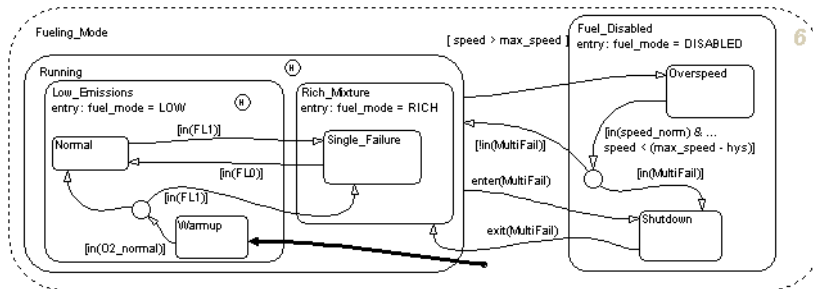 Fueling_Mode
6
[ speed > max_speed ]
Fuel_Disabled
entry: fuel_mode = DISABLED
Running
H
Low_Emissions
entry: fuel_mode = LOW
H
Rich_Mixture
entry: fuel_mode = RICH
Overspeed
[in(FL1)]
Normal
Single_Failure
[in(FL0)]
[!in(MultiFail)]
[in(speed_norm) & ...
speed < (max_speed - hys)]
[in(FL1)]
enter(MultiFail)
[in(MultiFail)]
Warmup
Shutdown
[in(O2_normal)]
exit(MultiFail)